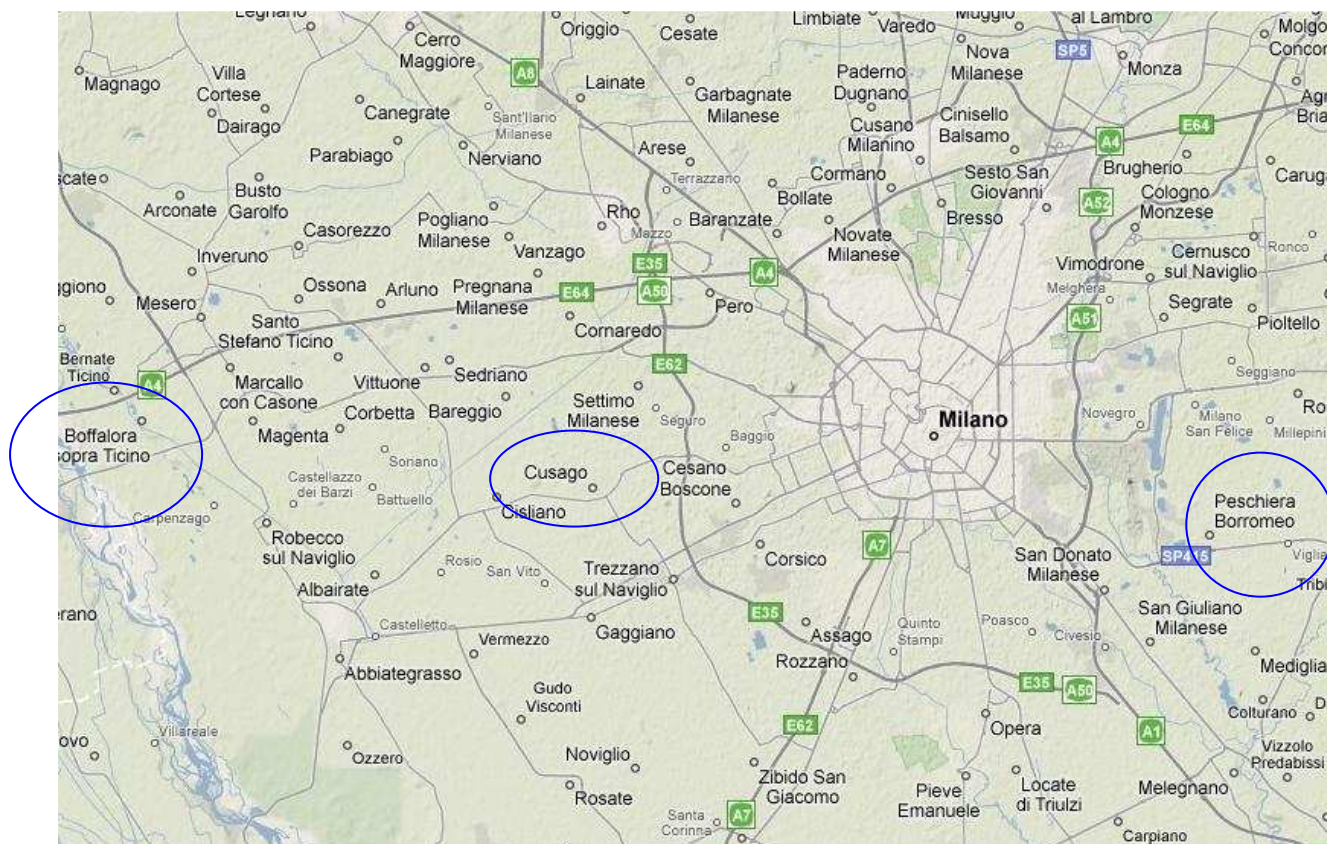 Legnano
Origgio
Cesate
Limbiate
Varedo
Muggiò
al Lambro
Cerro
Maggiore
Nova
Milanese
SP5
Monza
Magnago
Villa
Cortese
A8
Lainate
Garbagnate
Milanese
Paderno
Dugnano
Dairago
Canegrate
Sant'Ilario
Milanese
Cusano
Milanino
Cinisello
Balsamo
E64
A4
Parabiago
Nerviano
Arese
Brugherio
Terrazzano
Cormano
Sesto San
Giovanni
Busto
Garolfo
Arconate
Pogliano
Milanese
Rho
Baranzate
Bollate
Bresso
A52
Cologno
Monzese
Casorezzo
Mazzo
Novate
Milanese
Ronco
Inveruno
Vanzago
E35
A4
Vimodrone
Cernusco
sul Naviglio
Mesero
Ossona
Arluno
Pregnana
Milanese
E64
A50
Pero
Melghera
Segrate
Santo
Stefano Ticino
Cornaredo
A51
Pioltello
Bernate
Ticino
A4
Marcallo
con Casone
Vittuone
Sedriano
E62
Seggiano
Corbetta
Bareggio
Settimo
Milanese
Seguro
Milano
Novegro
Milano
San Felice
Millepini
Boffalora
sopra Ticino
Magenta
Baggio
Soriano
Castellazzo
dei Barzi
Battuello
Cusago
Cesano
Boscone
Peschiera
Borromeo
Carpenzago
Cisliano
Robecco
sul Naviglio
A7
Corsico
San Donato
Milanese
SP415
Rosio
San Vito
Trezzano
sul Naviglio
Albairate
E35
San Giuliano
Milanese
Castelletto
Vermezzo
Gaggiano
Assago
Quinto
Stampi
Poasco
Civesio
Rozzano
Abbiategrasso
Mediglia
Gudo
Visconti
E35
A50
Colturano
Villareale
E62
Opera
A1
Ozzero
Noviglio
Vizzolo
Predabissi
Zibido San
Giacomo
Rosate
Pieve
Emanuele
Locate
di Triulzi
Melegnano
Santa
Corinna
A7
Carpiano